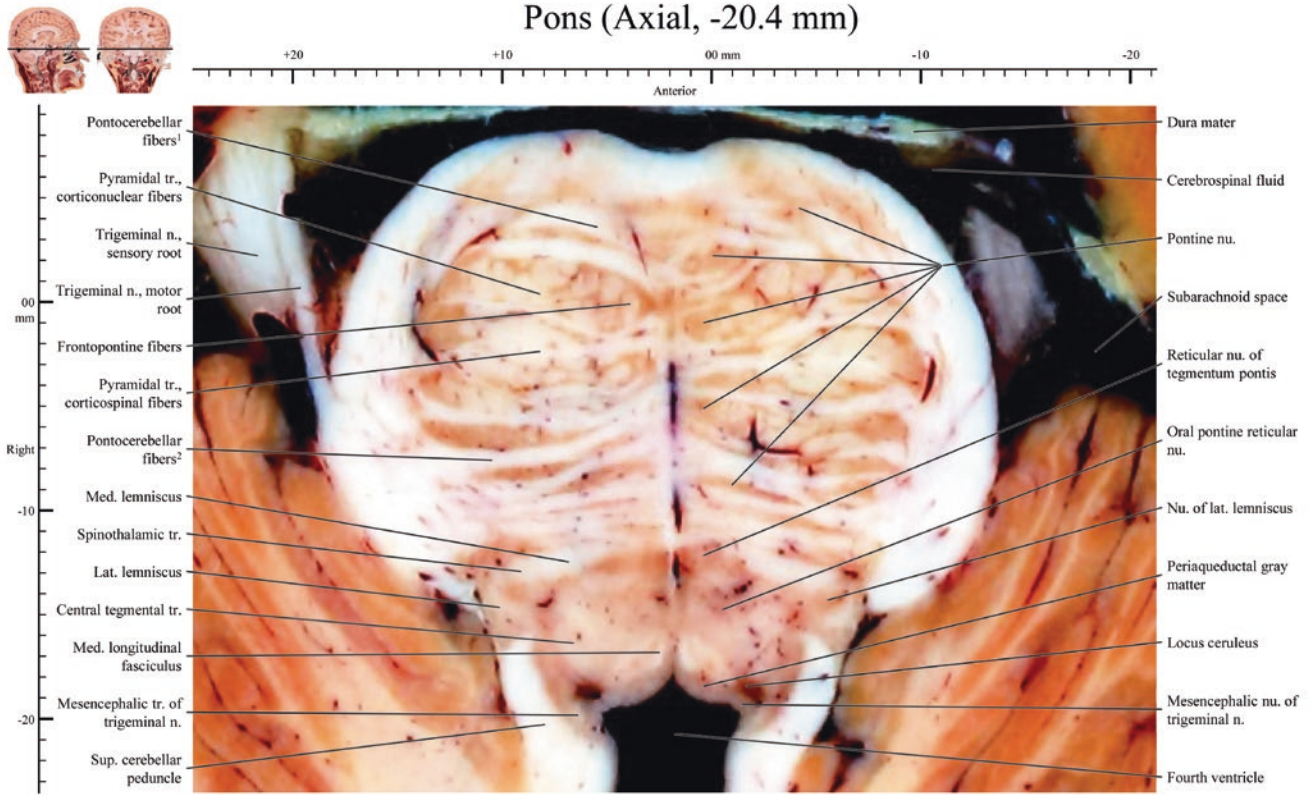 Pons (Axial, -20.4 mm)
+20
+10
00 mm
-10
-20
Anterior
Pontocerebellar
fibers¹
Pyramidal tr.,
corticonuclear fibers
Trigeminal n.,
sensory root
Trigeminal n., motor
root
00
mm
Frontopontine fibers
Pyramidal tr.,
corticospinal fibers
Right
Pontocerebellar
fibers²
Med. lemniscus
-10
Spinothalamic tr.
Lat. lemniscus
Central tegmental tr.
Med. longitudinal
fasciculus
Mesencephalic tr. of
trigeminal n.
-20
Sup. cerebellar
peduncle
Dura mater
Cerebrospinal fluid
Pontine nu.
Subarachnoid space
Reticular nu. of
tegmentum pontis
Oral pontine reticular
nu.
Nu. of lat. lemniscus
Periaqueductal gray
matter
Locus ceruleus
Mesencephalic nu. of
trigeminal n.
Fourth ventricle